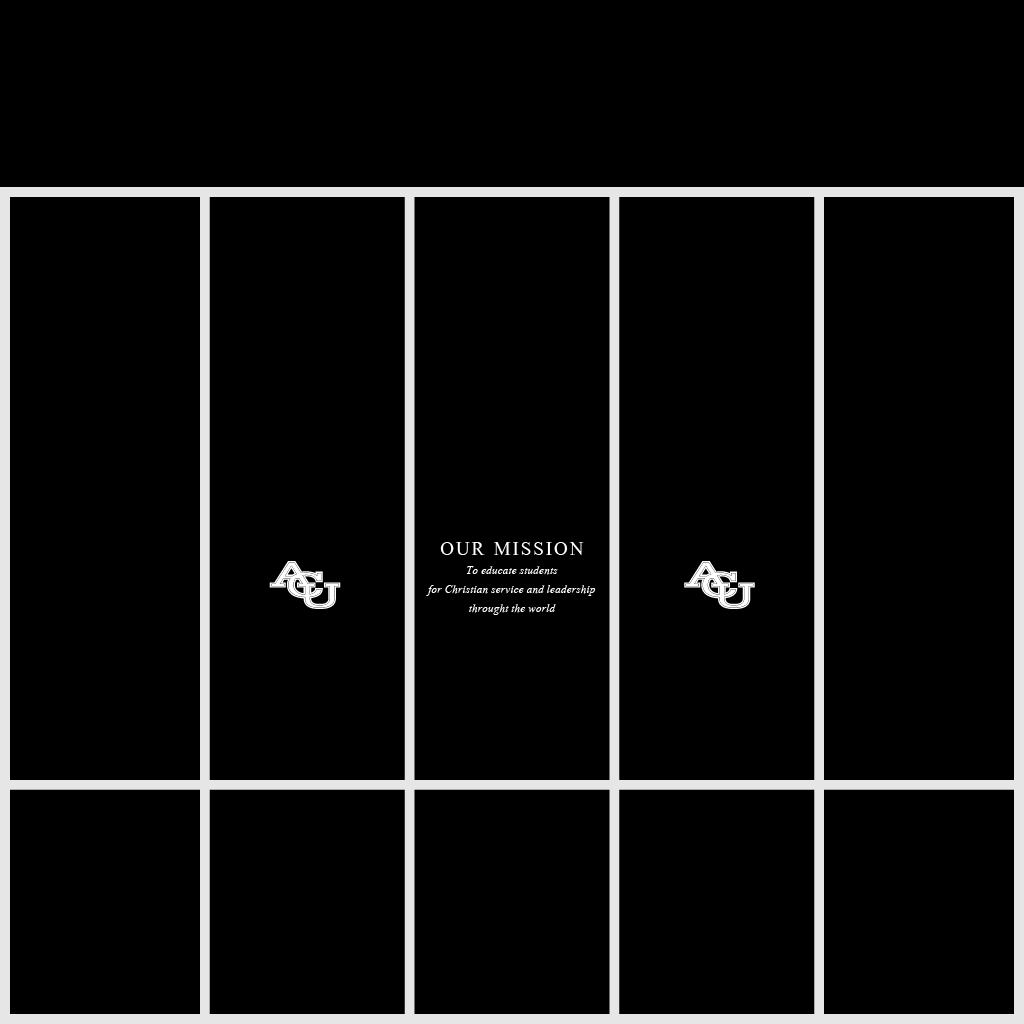 OUR MISSION
To educate students
for Christian service and leadership
throught the world
ACU
ACU